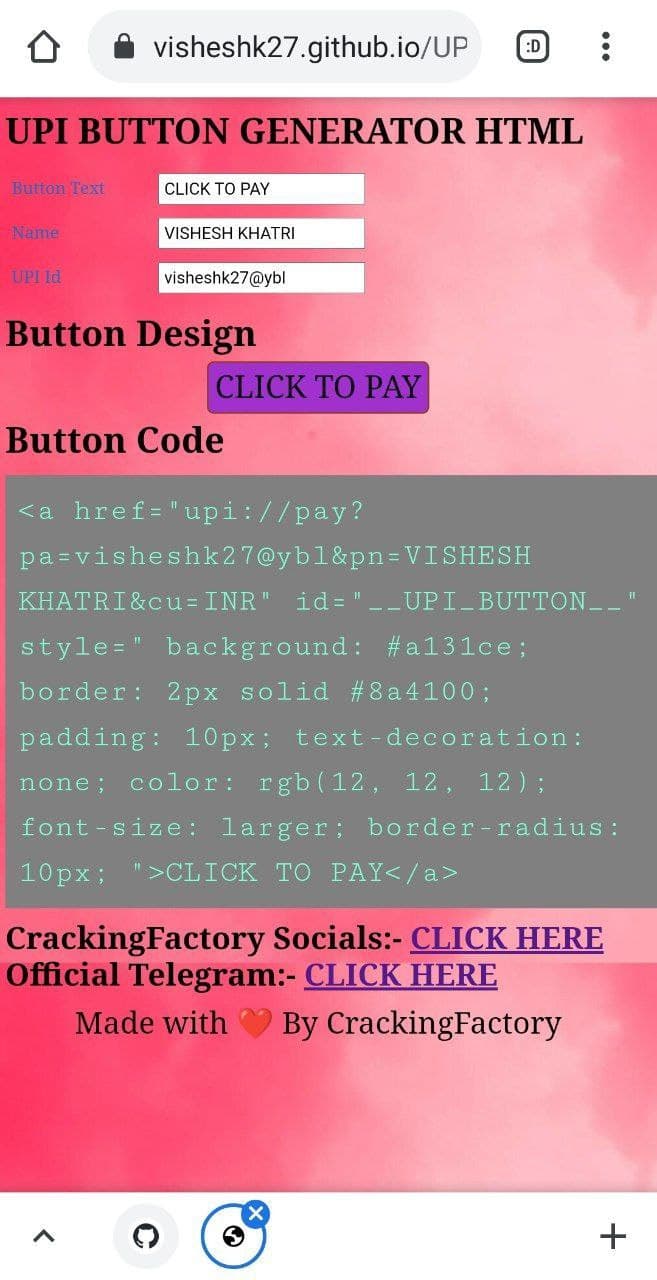 visheshk27.github.io/UP
:D
UPI BUTTON GENERATOR HTML
Button Text
CLICK TO PAY
Name
VISHESH KHATRI
UPI Id
visheshk27@ybl
Button Design
CLICK TO PAY
Button Code
<a href="upi://pay?
pa=visheshk27@ybl&pn=VISHESH
KHATRI&cu=INR" id="__UPI_BUTTON__"
style=" background: #a131ce;
border: 2px solid #8a4100;
padding: 10px; text-decoration:
none; color: rgb(12, 12, 12);
font-size: larger; border-radius:
10px; ">CLICK TO PAY</a>
CrackingFactory Socials:- CLICK HERE
Official Telegram:- CLICK HERE
Made with ❤️ By CrackingFactory